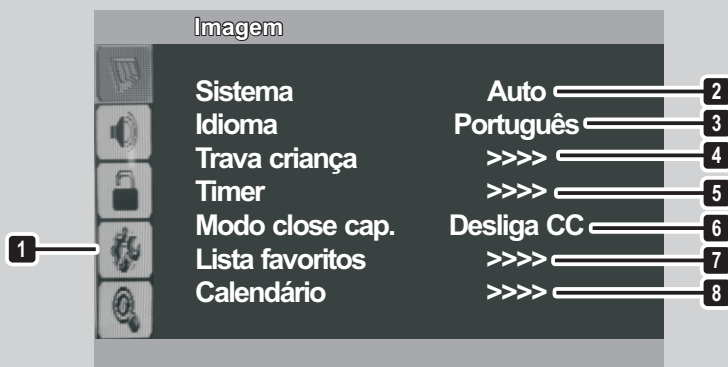 Imagem
Sistema Auto 2
Idioma Português 3
Trava criança >>>> 4
Timer >>>> 5
Modo close cap. Desliga CC 6
1
Lista favoritos >>>> 7
Calendário >>>> 8